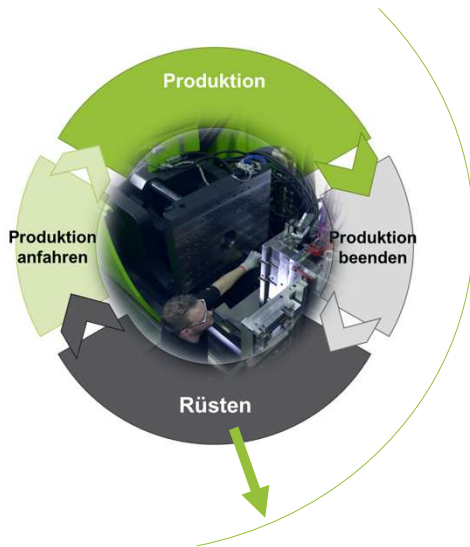 Produktion
Produktion
anfahren
Produktion
beenden
Rüsten